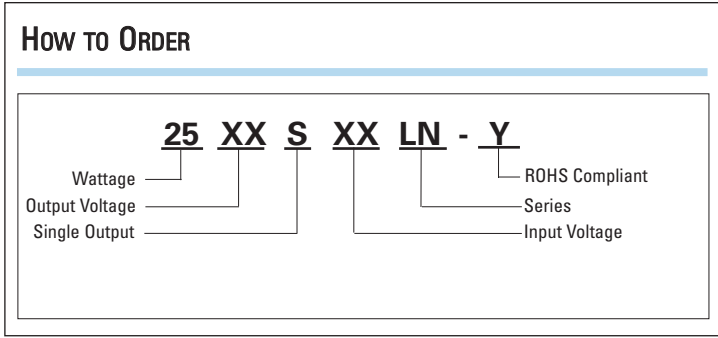 HOW TO ORDER
25 XX S XX LN - Y
Wattage
ROHS Compliant
Output Voltage
Series
Single Output
Input Voltage